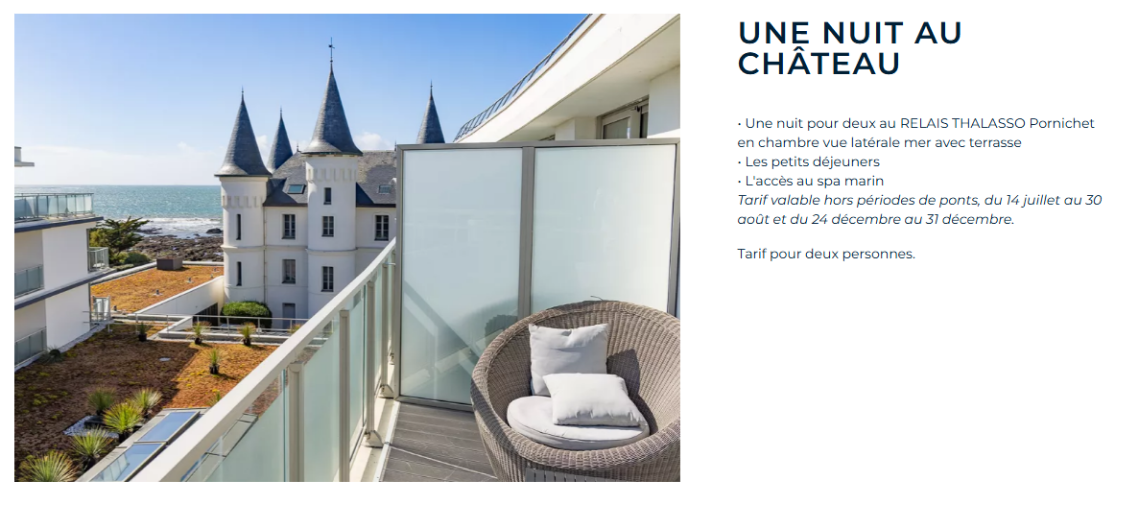 UNE NUIT AU
CHÂTEAU
• Une nuit pour deux au RELAIS THALASSO Pornichet
en chambre vue latérale mer avec terrasse
• Les petits déjeuners
• L'accès au spa marin
Tarif valable hors périodes de ponts, du 14 juillet au 30
août et du 24 décembre au 31 décembre.
Tarif pour deux personnes.